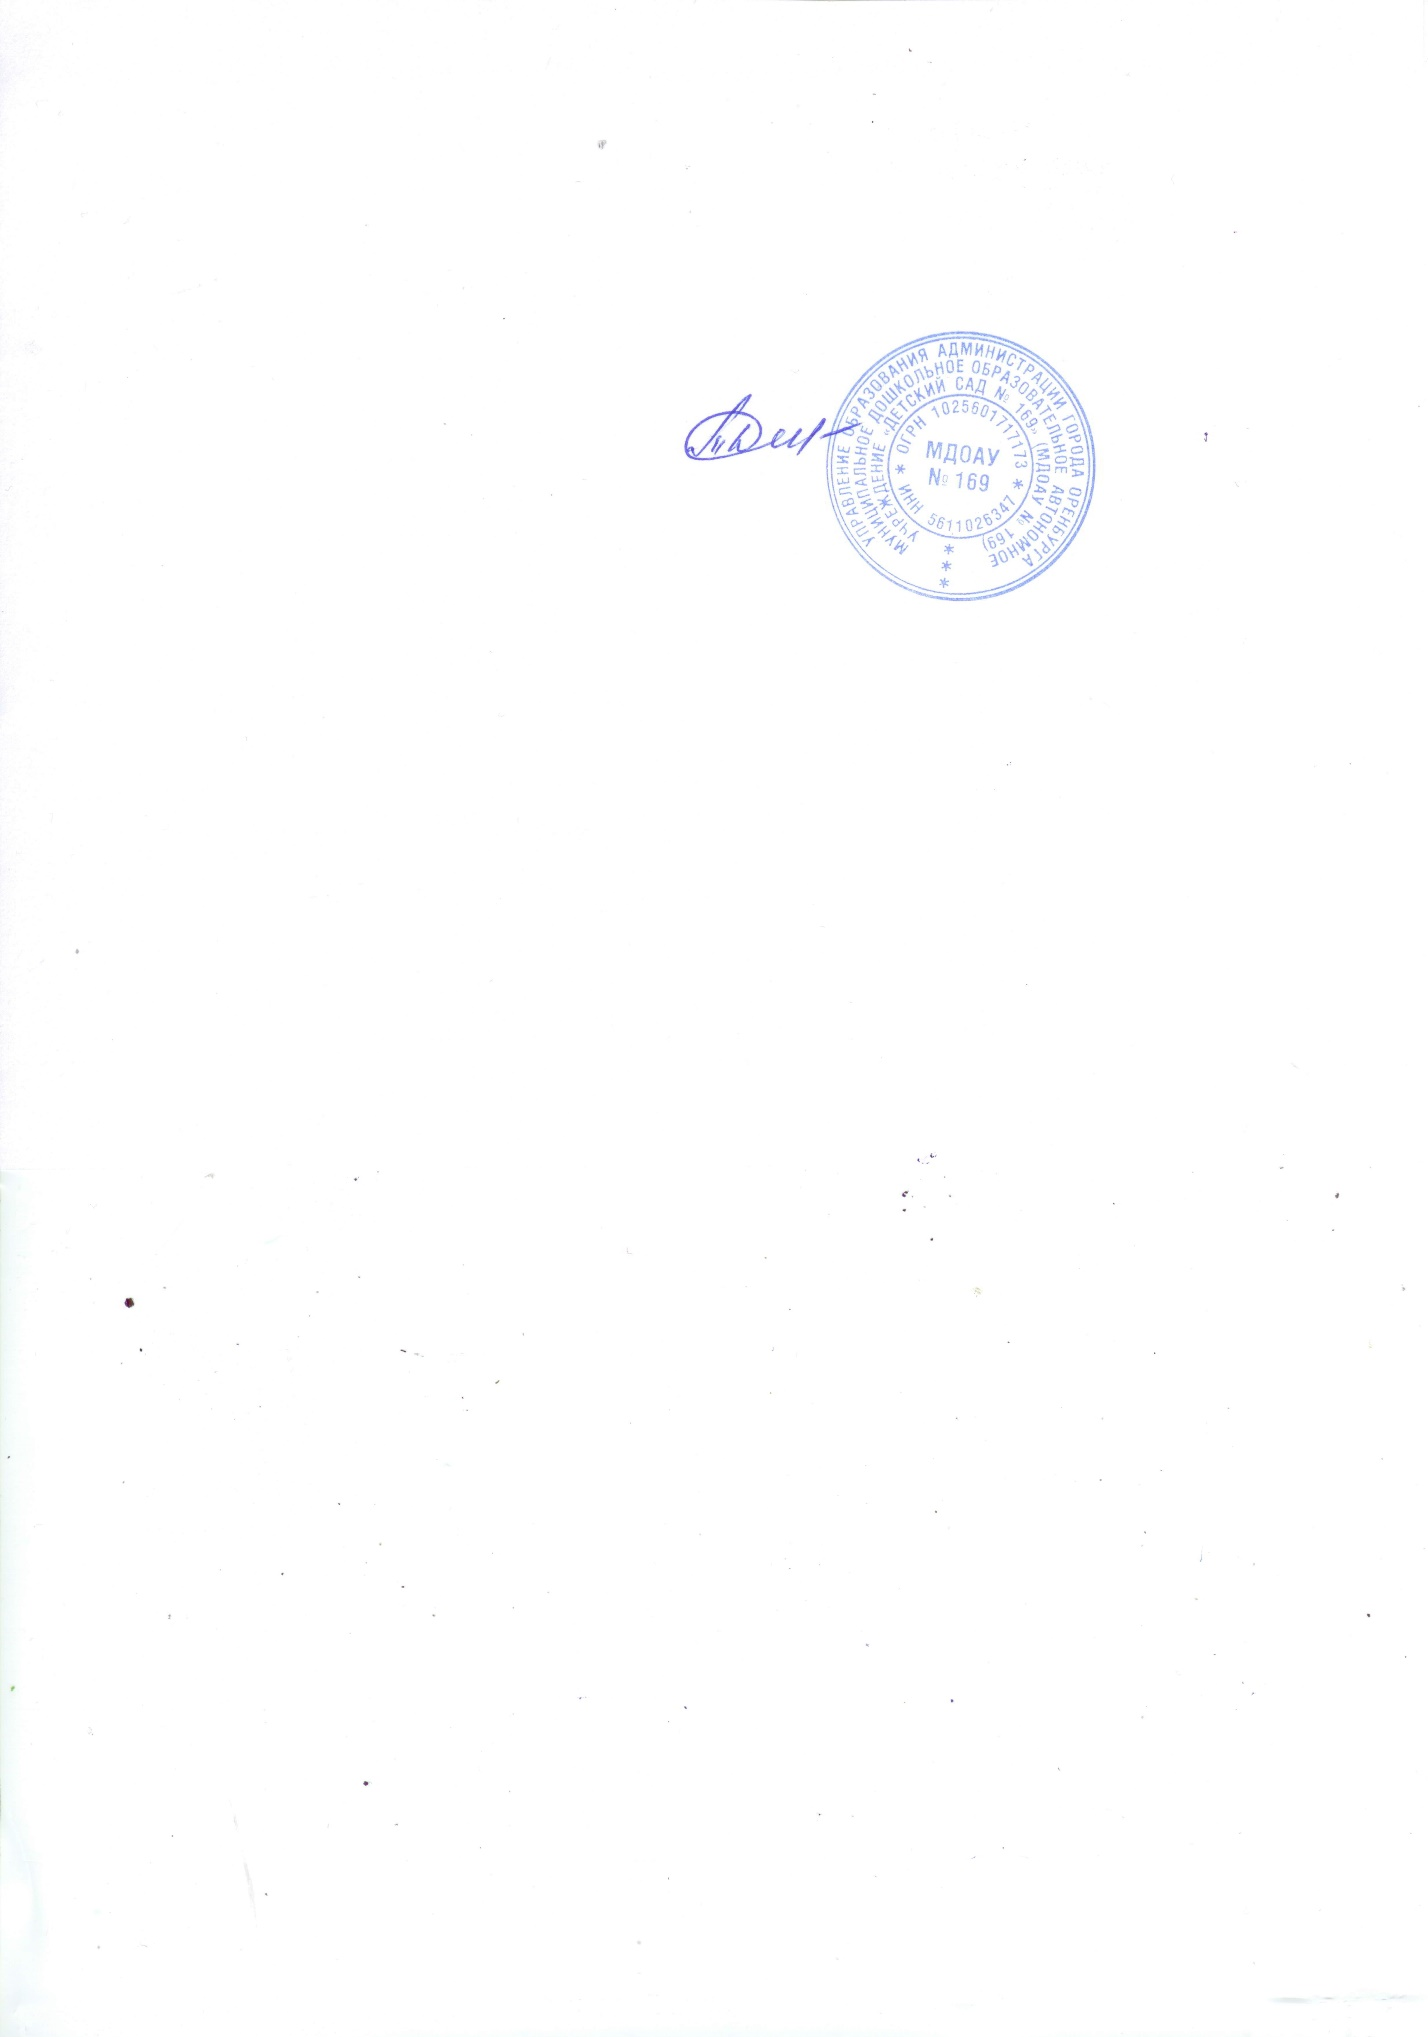 УПРАВЛЕНИЕ ОБРАЗОВАНИЯ АДМИНИСТРАЦИИ ГОРОДА ОРЕНБУРГА
МУНИЦИПАЛЬНОЕ ДОШКОЛЬНОЕ ОБРАЗОВАТЕЛЬНОЕ АВТОНОМНОЕ
УЧРЕЖДЕНИЕ «ДЕТСКИЙ САД № 169» (МДОАУ № 169)
* ОГРН 1025601717173 * ИНН 5611026347
МДОАУ
№ 169
* * *